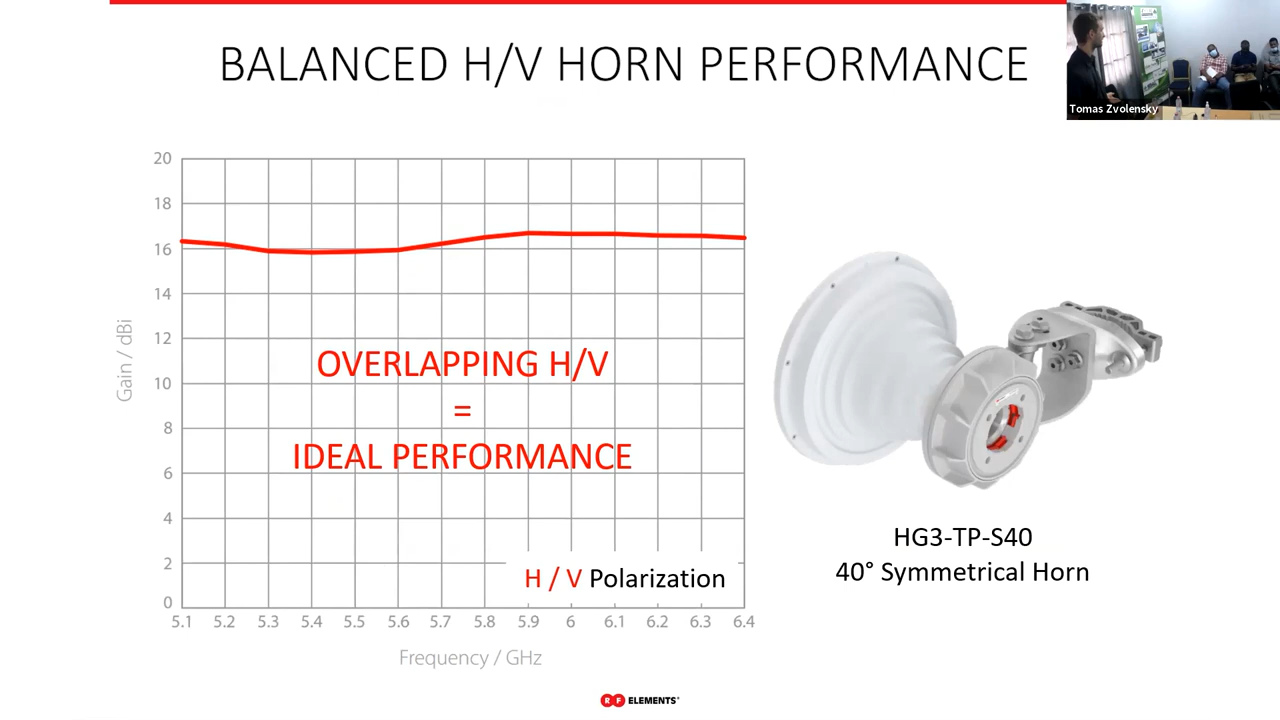 BALANCED H/V HORN PERFORMANCE
Tomas Zvolensky
20
18
16
14
12
10
8
6
4
2
0
Gain / dBi
OVERLAPPING H/V
=
IDEAL PERFORMANCE
H / V Polarization
5.1 5.2 5.3 5.4 5.5 5.6 5.7 5.8 5.9 6 6.1 6.2 6.3 6.4
Frequency / GHz
HG3-TP-S40
40° Symmetrical Horn
RF ELEMENTS